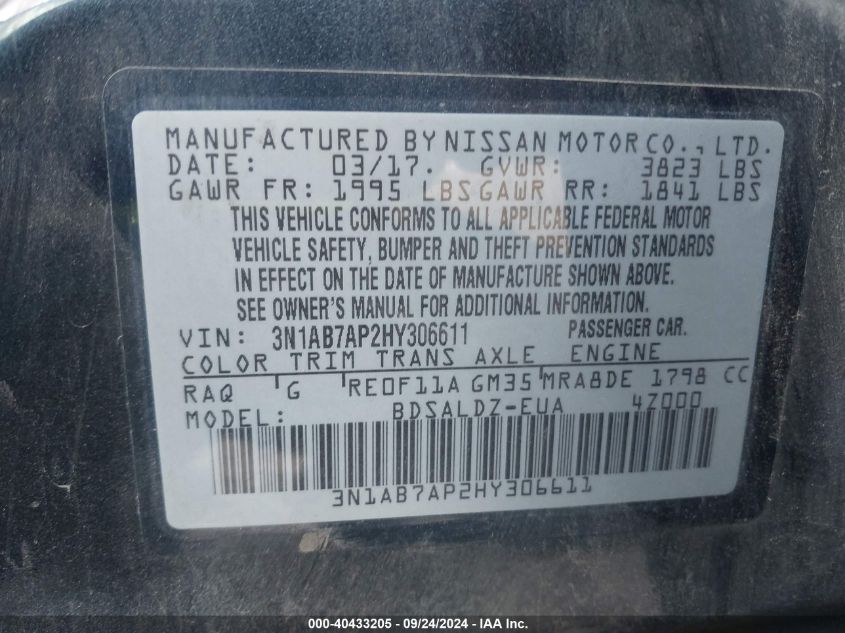 MANUFACTURED BY NISSAN MOTOR CO., LTD.
DATE: 03/17. GVWR: 3823 LBS
GAWR FR: 1995 LBS GAWR RR: 1841 LBS
THIS VEHICLE CONFORMS TO ALL APPLICABLE FEDERAL MOTOR
VEHICLE SAFETY, BUMPER AND THEFT PREVENTION STANDARDS
IN EFFECT ON THE DATE OF MANUFACTURE SHOWN ABOVE.
SEE OWNER'S MANUAL FOR ADDITIONAL INFORMATION.
VIN: 3N1AB7AP2HY306611 PASSENGER CAR.
COLOR TRIM TRANS AXLE ENGINE
RAQ G RE0F11A GM35 MRA8DE 1798 CC
MODEL: BDSALDZ-EUA 4Z000
3N1AB7AP2HY306611
000-40433205 - 09/24/2024 - IAA Inc.